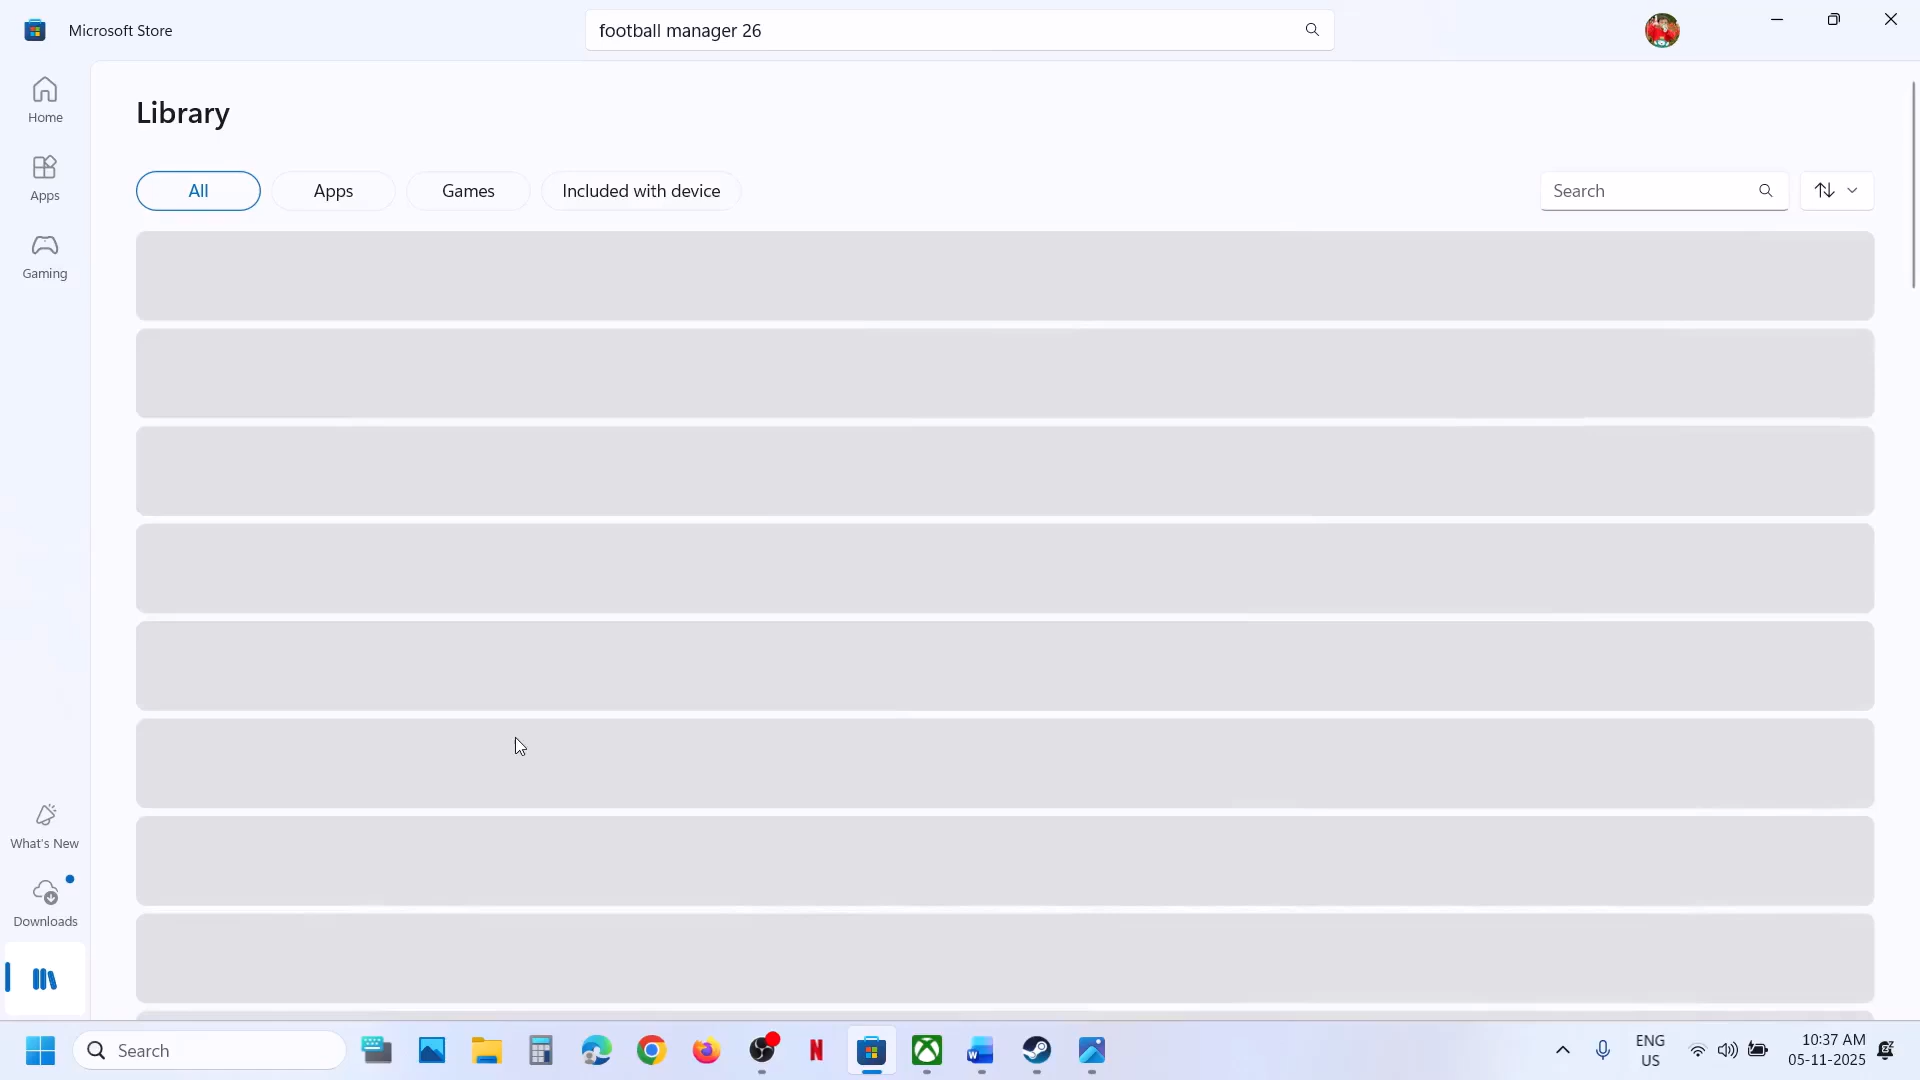 Microsoft Store
football manager 26
Home
Apps
Gaming
What's New
Downloads
Library
All
Apps
Games
Included with device
Search
Search
ENG
US
10:37 AM
05-11-2025